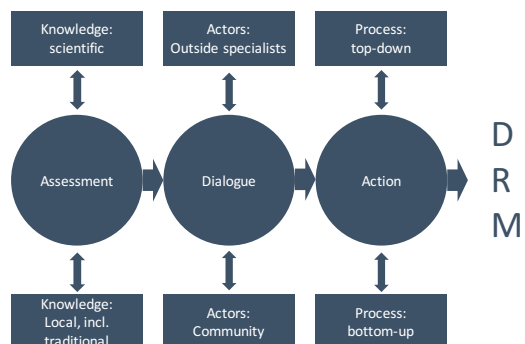 Knowledge:
scientific
Actors:
Outside specialists
Process:
top-down
Assessment
Dialogue
Action
D
R
M
Knowledge:
Local, incl.
traditional
Actors:
Community
Process:
bottom-up